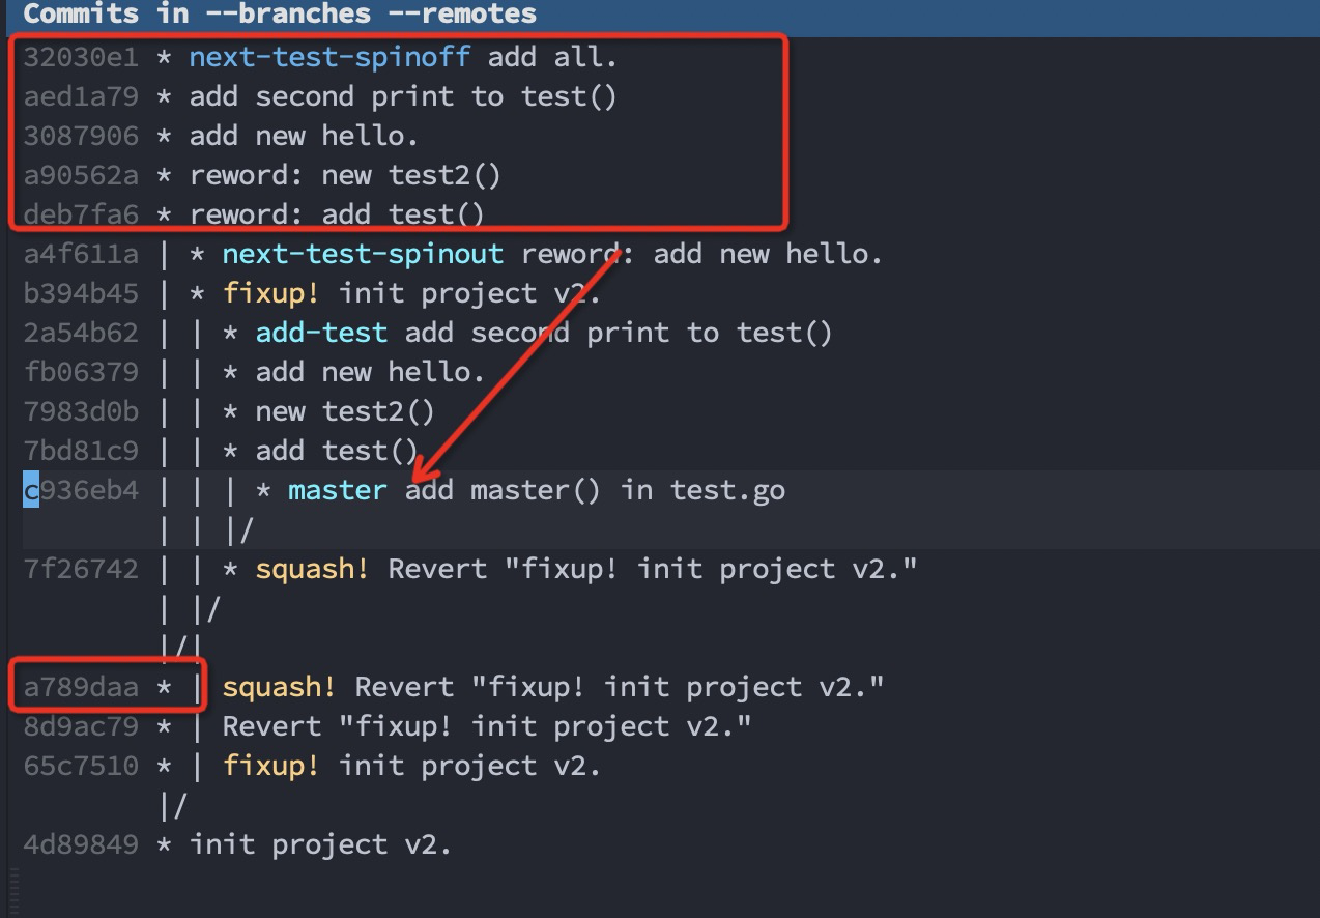 Commits in --branches --remotes
32030e1 * next-test-spinoff add all.
aed1a79 * add second print to test()
3087906 * add new hello.
a90562a * reword: new test2()
deb7fa6 * reword: add test()
a4f611a | * next-test-spinout reword: add new hello.
b394b45 | * fixup! init project v2.
2a54b62 | | * add-test add second print to test()
fb06379 | | * add new hello.
7983d0b | | * new test2()
7bd81c9 | | * add test()
c936eb4 | | | * master add master() in test.go
| | |/
7f26742 | | * squash! Revert "fixup! init project v2."
| |/
|/|
a789daa * | squash! Revert "fixup! init project v2."
8d9ac79 * | Revert "fixup! init project v2."
65c7510 * | fixup! init project v2.
|/
4d89849 * init project v2.